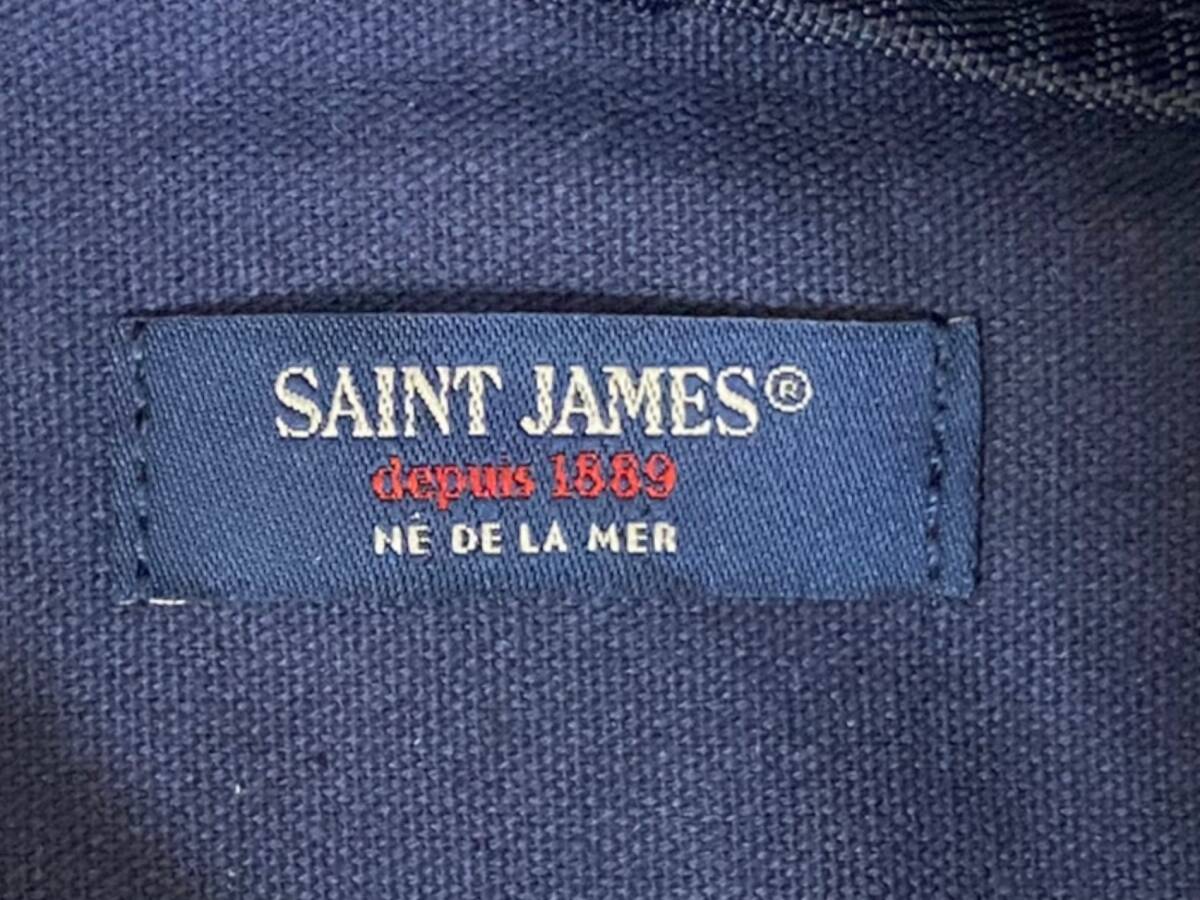 SAINT JAMES®
depuis 1889
NÉ DE LA MER